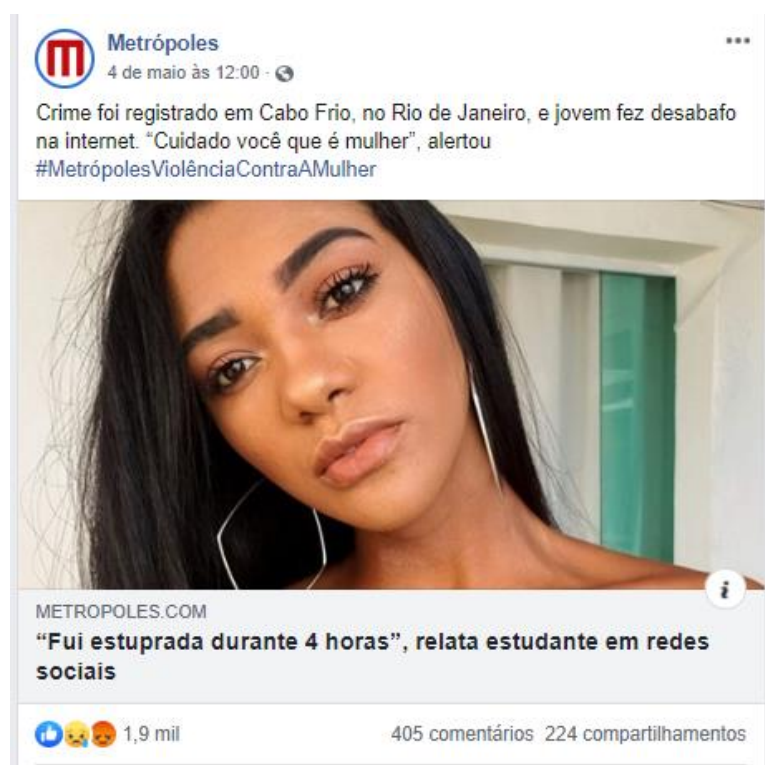 Metrópoles
4 de maio às 12:00 ·
Crime foi registrado em Cabo Frio, no Rio de Janeiro, e jovem fez desabafo
na internet. “Cuidado você que é mulher”, alertou
#MetrópolesViolênciaContraAMulher
METROPOLES.COM
“Fui estuprada durante 4 horas”, relata estudante em redes
sociais
1,9 mil 405 comentários 224 compartilhamentos